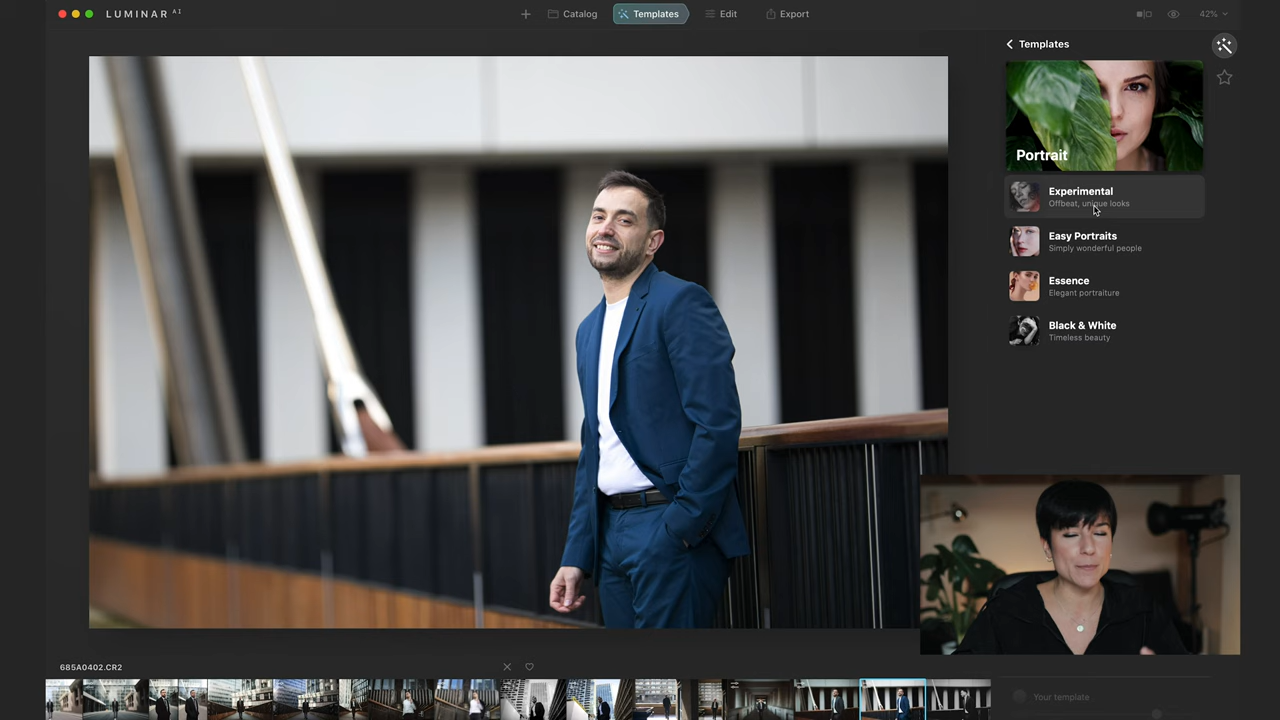 LUMINAR AI
Catalog
Templates
Edit
Export
42%
Templates
Portrait
Experimental
Offbeat, unique looks
Easy Portraits
Simply wonderful people
Essence
Elegant portraiture
Black & White
Timeless beauty
685A0402.CR2
Your template